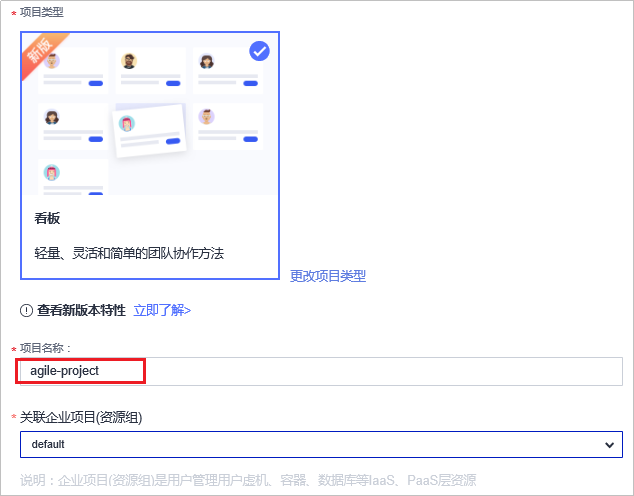 * 项目类型
新版
看板
轻量、灵活和简单的团队协作方法
更改项目类型
查看新版本特性 立即了解>
* 项目名称：
agile-project
* 关联企业项目(资源组)
default
说明：企业项目(资源组)是用户管理用户虚机、容器、数据库等IaaS、PaaS层资源